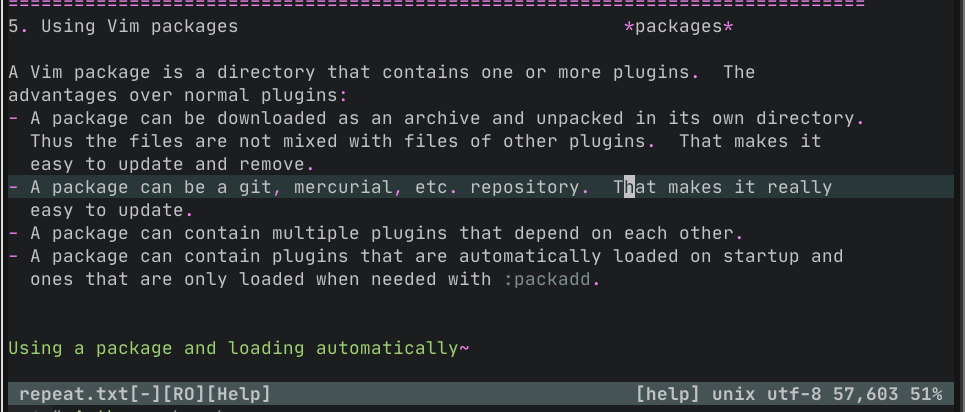 ==============================================================================
5. Using Vim packages *packages*
A Vim package is a directory that contains one or more plugins.  The
advantages over normal plugins:
- A package can be downloaded as an archive and unpacked in its own directory.
Thus the files are not mixed with files of other plugins.  That makes it
easy to update and remove.
- A package can be a git, mercurial, etc. repository.  That makes it really
easy to update.
- A package can contain multiple plugins that depend on each other.
- A package can contain plugins that are automatically loaded on startup and
ones that are only loaded when needed with :packadd.
Using a package and loading automatically~
repeat.txt[-][RO][Help] [help] unix utf-8 57,603 51%